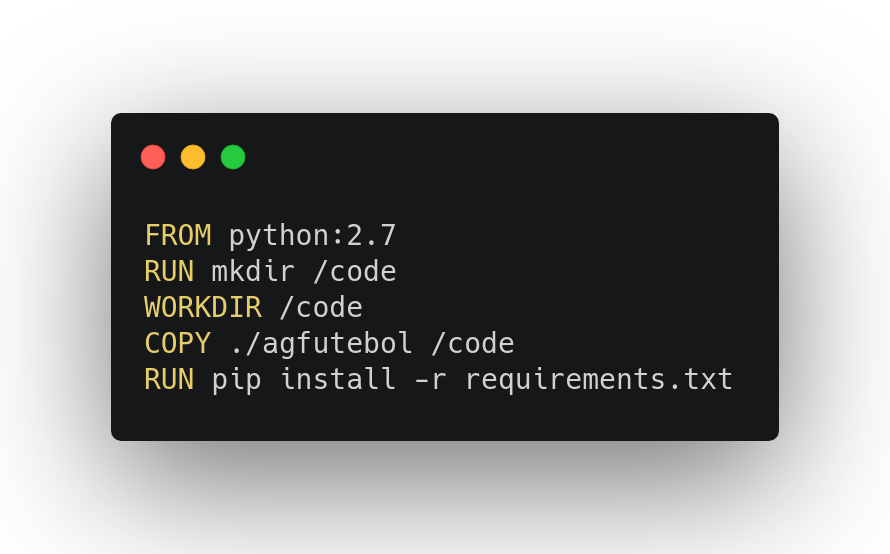 FROM python:2.7
RUN mkdir /code
WORKDIR /code
COPY ./agfutebol /code
RUN pip install -r requirements.txt